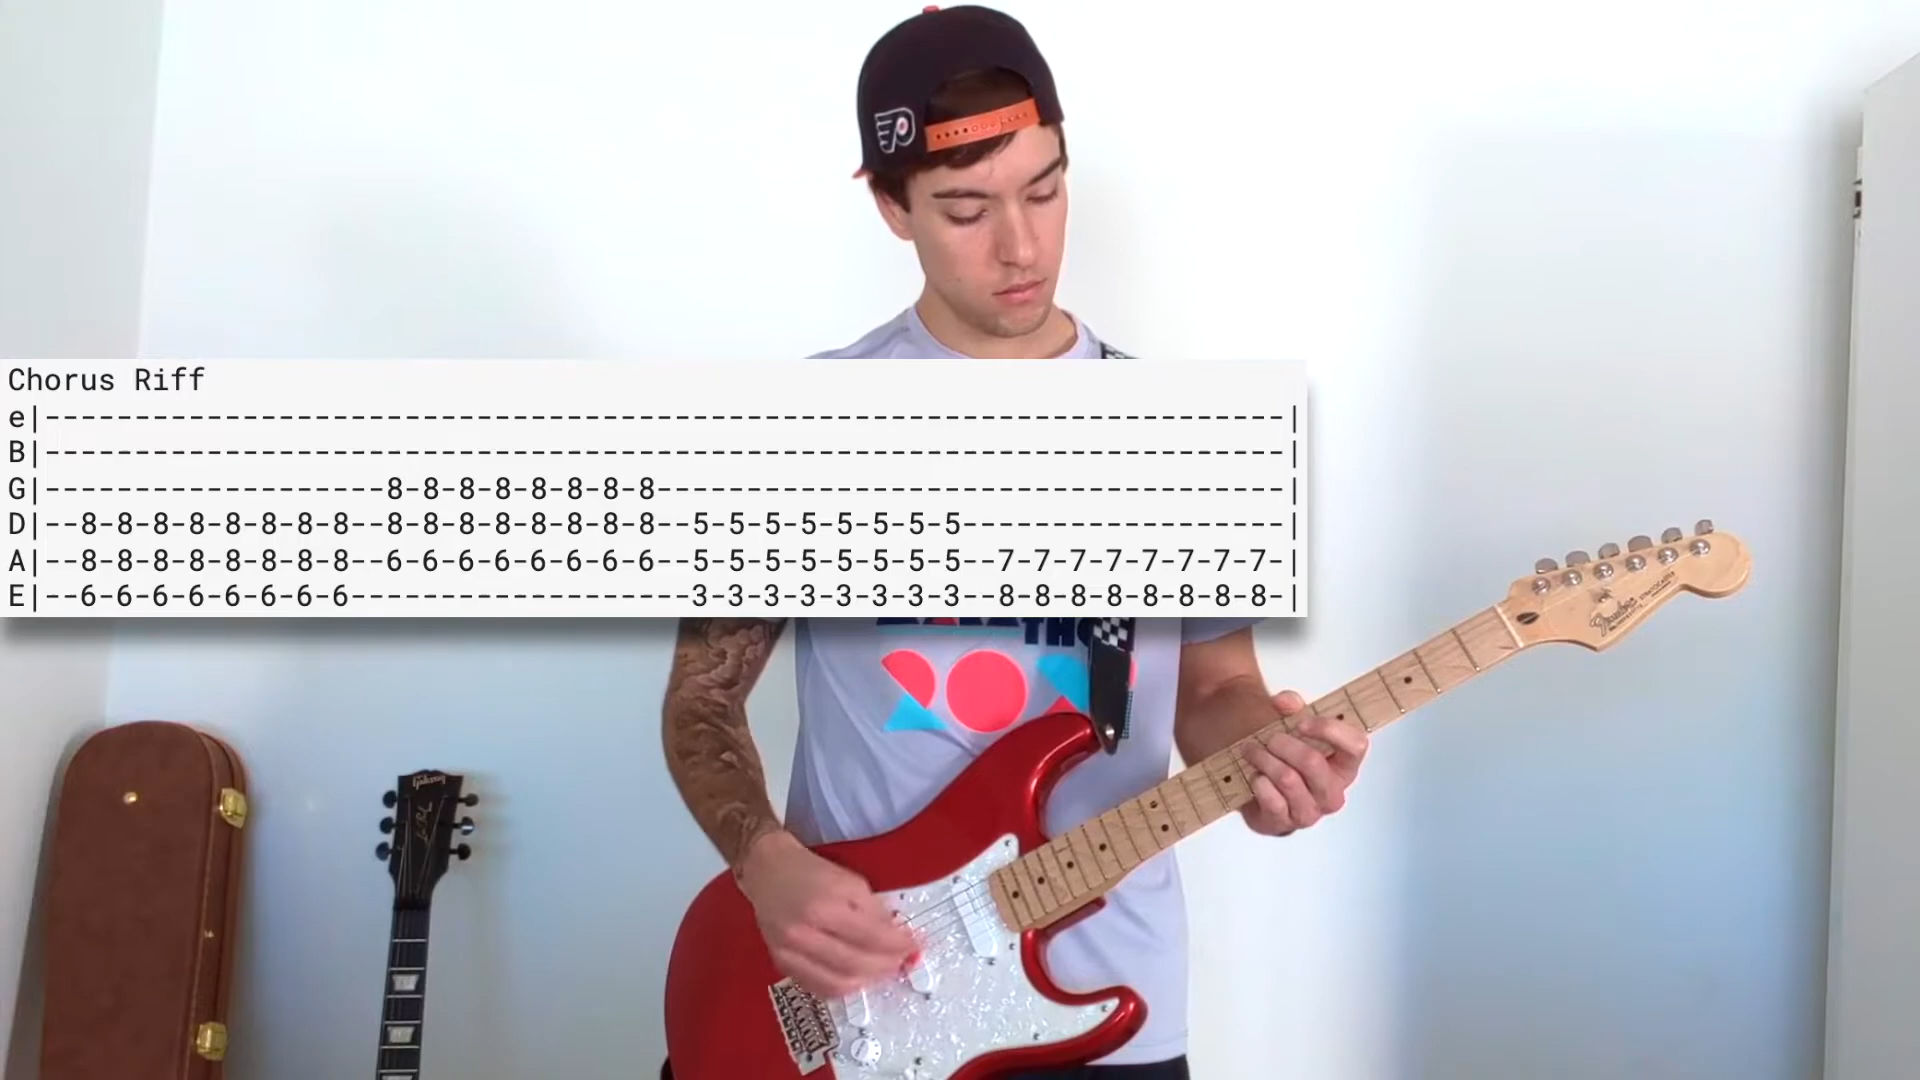 Chorus Riff
e|---------------------------------------------------------------------|
B|---------------------------------------------------------------------|
G|-------------------8-8-8-8-8-8-8-8-----------------------------------|
D|--8-8-8-8-8-8-8-8--8-8-8-8-8-8-8-8--5-5-5-5-5-5-5-5------------------|
A|--8-8-8-8-8-8-8-8--6-6-6-6-6-6-6-6--5-5-5-5-5-5-5-5--7-7-7-7-7-7-7-7-|
E|--6-6-6-6-6-6-6-6-------------------3-3-3-3-3-3-3-3--8-8-8-8-8-8-8-8-|
Fender
Gibson